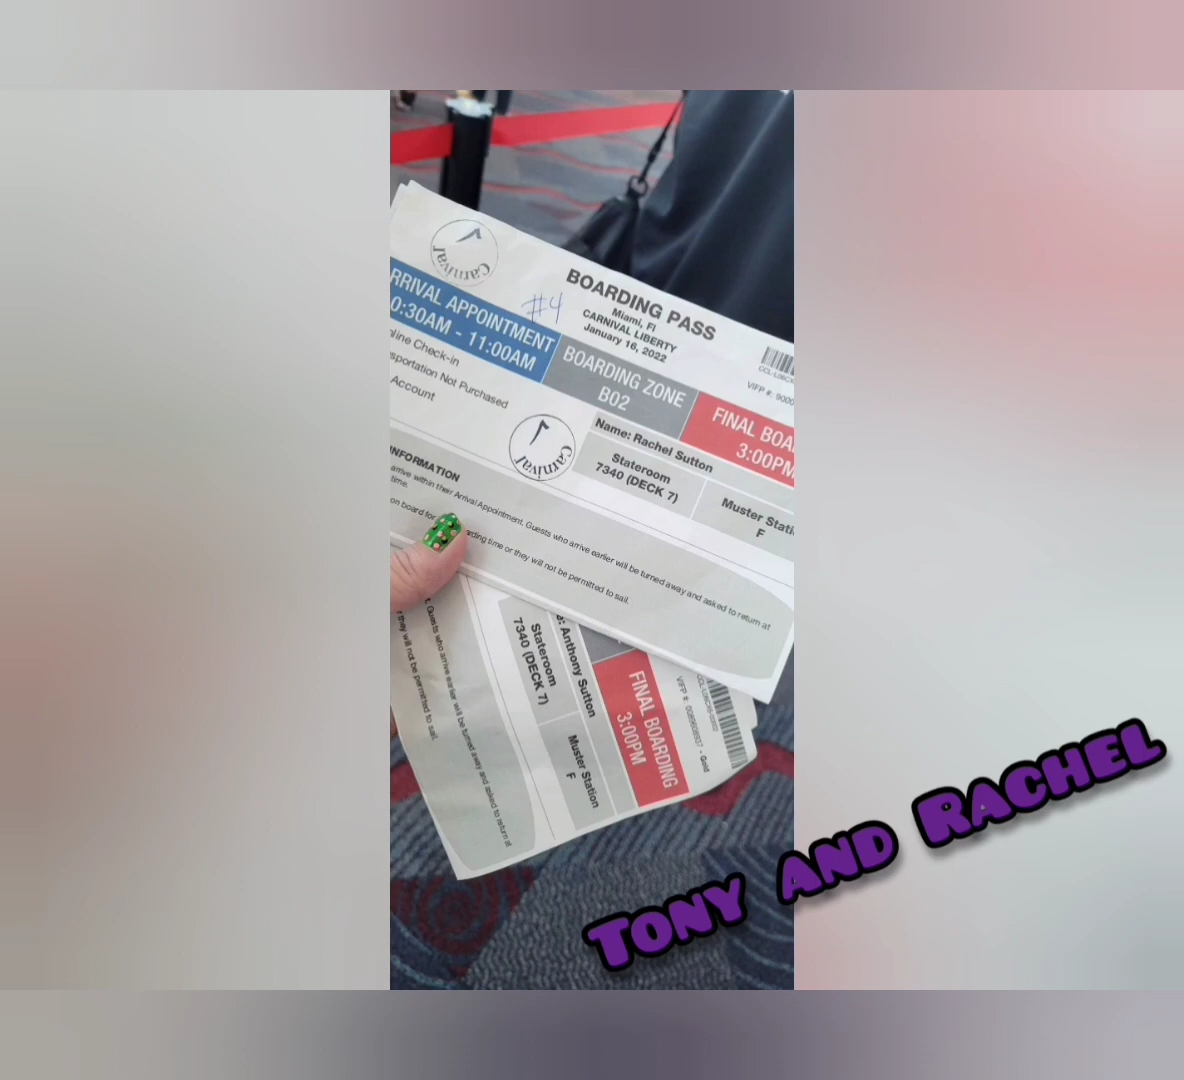 Carnival
BOARDING PASS
Miami, Fl
CARNIVAL LIBERTY
January 16, 2022
#4
RRIVAL APPOINTMENT
0:30AM - 11:00AM
BOARDING ZONE
B02
FINAL BOA
3:00PM
VIFP #: 9000
line Check-in
sportation Not Purchased
Account
Carnival
Name: Rachel Sutton
Stateroom
7340 (DECK 7)
Muster Stati
F
INFORMATION
arrive within their Arrival Appointment. Guests who arrive earlier will be turned away and asked to return at
time.
on board for
arding time or they will not be permitted to sail.
t. Guests who arrive earlier will be turned away and asked to return at
r they will not be permitted to sail.
e: Anthony Sutton
Stateroom
7340 (DECK 7)
Muster Station
F
FINAL BOARDING
3:00PM
Tony and Rachel